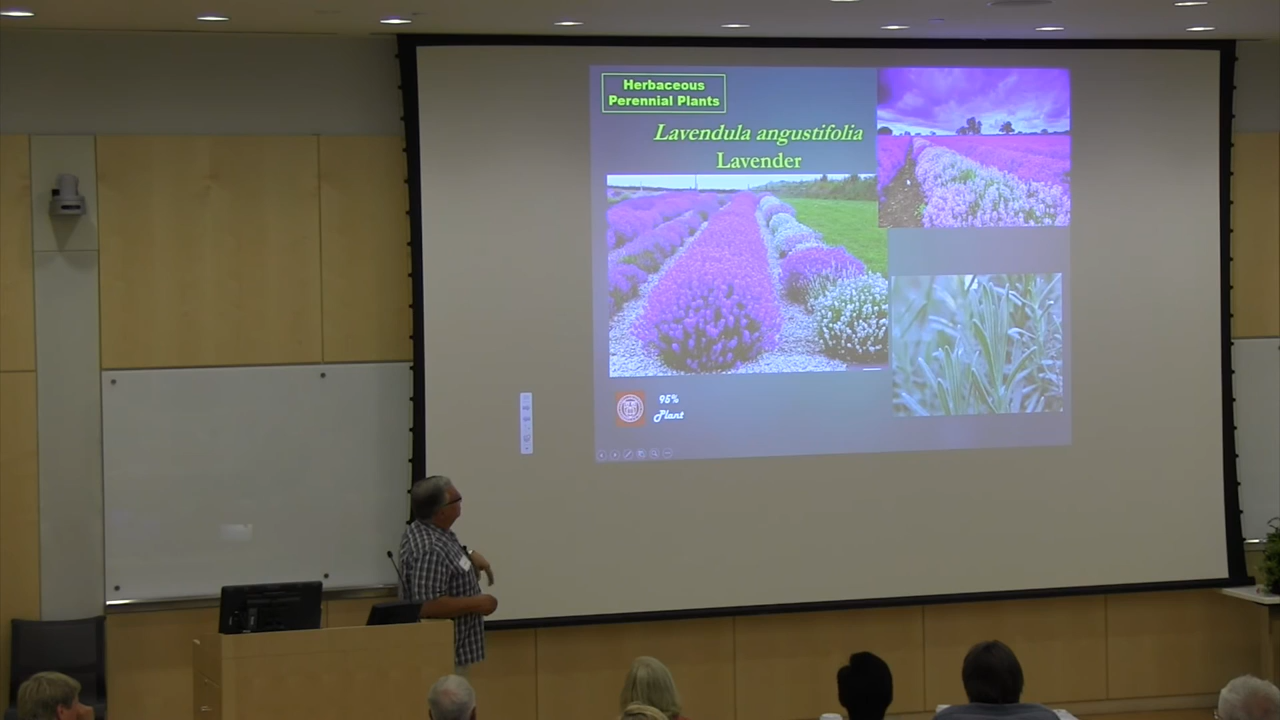 Herbaceous
Perennial Plants
Lavendula angustifolia
Lavender
95%
Plant